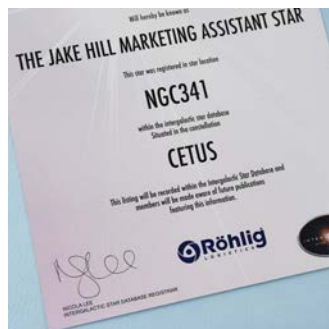 Will hereby be known as
THE JAKE HILL MARKETING ASSISTANT STAR
This star was registered in star location
NGC341
within the intergalactic star database
Situated in the constellation
CETUS
This listing will be recorded within the Intergalactic Star Database and
members will be made aware of future publications
featuring this information.
Röhlig
LOGISTICS
NICOLA LEE
INTERGALACTIC STAR DATABASE REGISTRAR